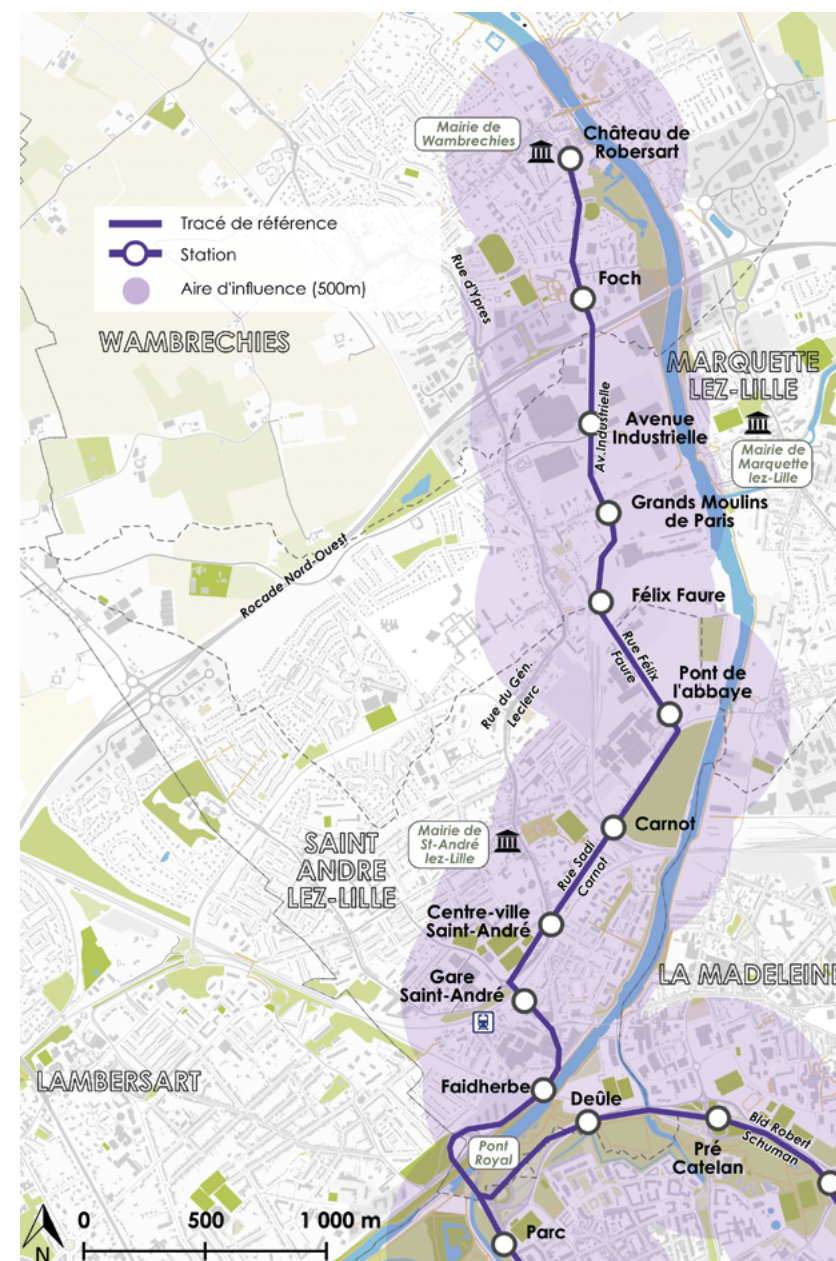 Mairie de
Wambrechies
Château de
Robersart
Tracé de référence
Station
Aire d'influence (500m)
Rue d'Ypres
Foch
WAMBRECHIES
MARQUETTE
LEZ-LILLE
Avenue
Industrielle
Av.Industrielle
Mairie de
Marquette
lez-Lille
Grands Moulins
de Paris
Rocade Nord-Ouest
Félix Faure
Rue Félix
Faure
Pont de
l'abbaye
Rue du Gén.
Leclerc
Mairie de
St-André
lez-Lille
Carnot
SAINT
ANDRE
LEZ-LILLE
Rue Sadi
Carnot
Centre-ville
Saint-André
Gare
Saint-André
LA MADELEINE
LAMBERSART
Faidherbe
Deûle
Pont
Royal
Pré
Catelan
Bld Robert
Schuman
Parc
0 500 1 000 m
N